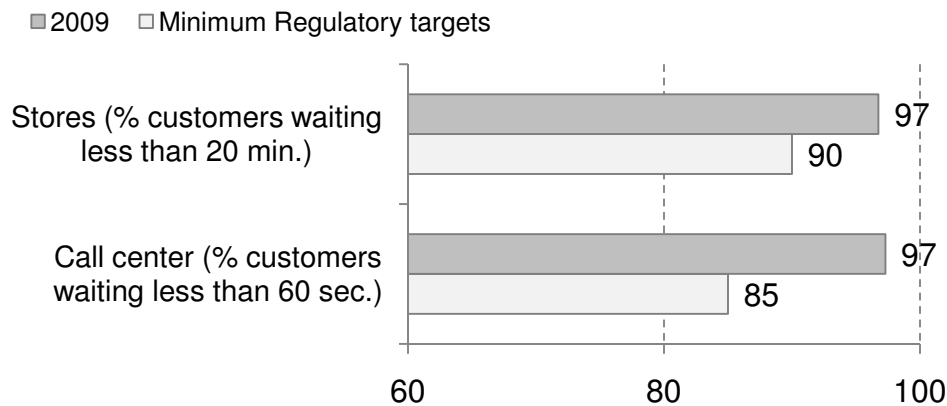 2009 Minimum Regulatory targets
Stores (% customers waiting
less than 20 min.)
97
90
Call center (% customers
waiting less than 60 sec.)
97
85
60 80 100